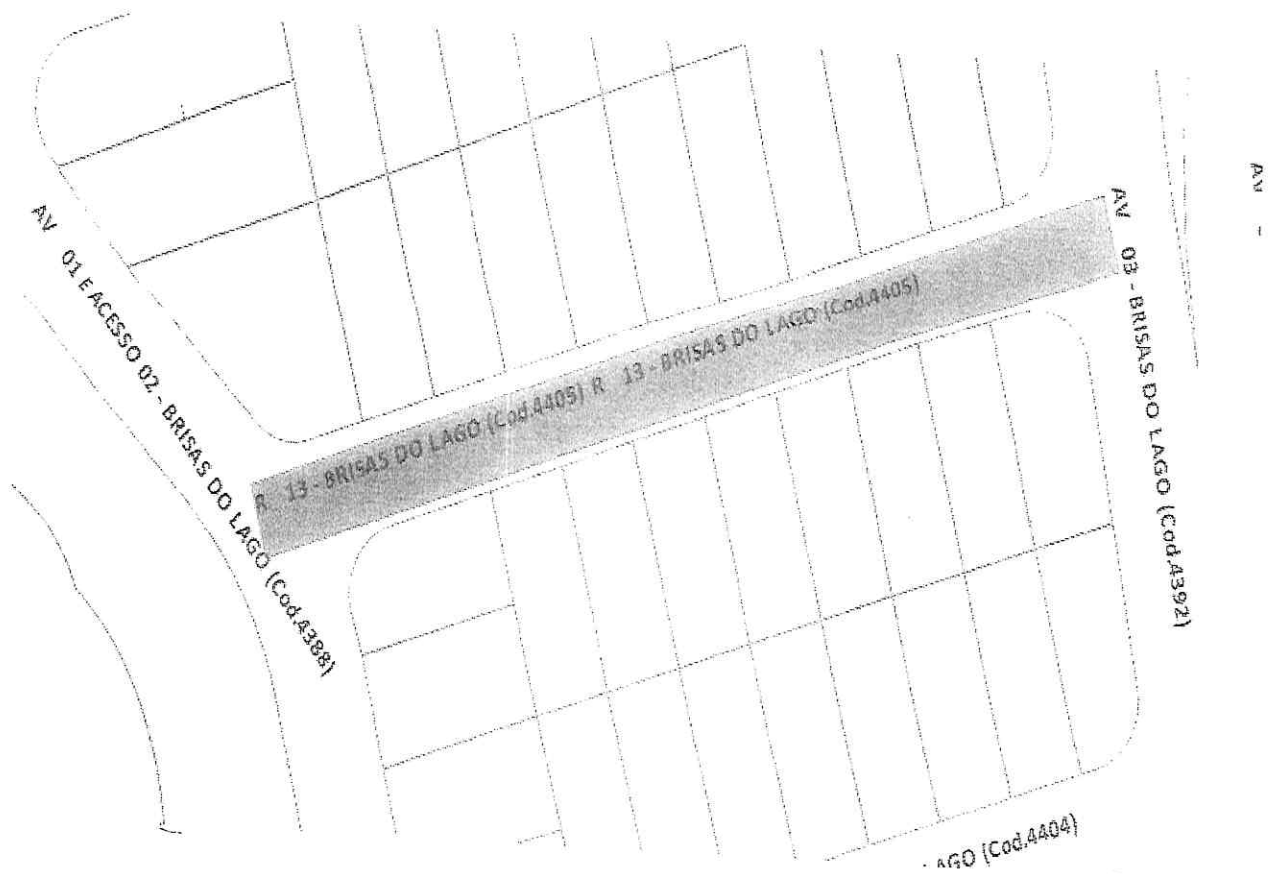 AV 01 E ACESSO 02 - BRISAS DO LAGO (Cod.4388)
R 13 - BRISAS DO LAGO (Cod.4405) R 13 - BRISAS DO LAGO (Cod.4405)
AV 03 - BRISAS DO LAGO (Cod.4392)
AV -
LAGO (Cod.4404)